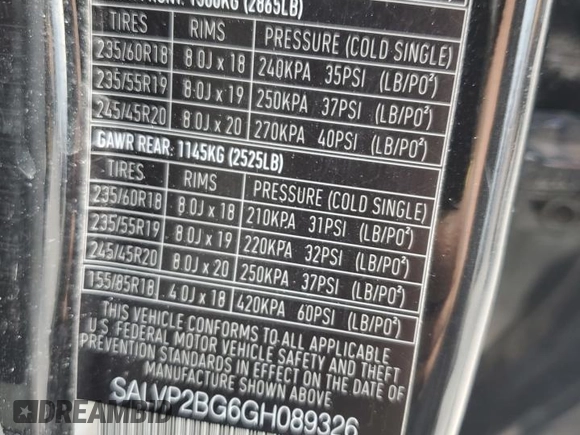 1300KG (2865LB)
TIRES RIMS PRESSURE (COLD SINGLE)
235/60R18 8.0J x 18 240KPA 35PSI (LB/PO²)
235/55R19 8.0J x 19 250KPA 37PSI (LB/PO²)
245/45R20 8.0J x 20 270KPA 40PSI (LB/PO²)
GAWR REAR: 1145KG (2525LB)
TIRES RIMS PRESSURE (COLD SINGLE)
235/60R18 8.0J x 18 210KPA 31PSI (LB/PO²)
235/55R19 8.0J x 19 220KPA 32PSI (LB/PO²)
245/45R20 8.0J x 20 250KPA 37PSI (LB/PO²)
155/85R18 4.0J x 18 420KPA 60PSI (LB/PO²)
THIS VEHICLE CONFORMS TO ALL APPLICABLE
U.S FEDERAL MOTOR VEHICLE SAFETY AND THEFT
PREVENTION STANDARDS IN EFFECT ON THE DATE OF
MANUFACTURE SHOWN ABOVE
SALVP2BG6GH089326
DREAMBID